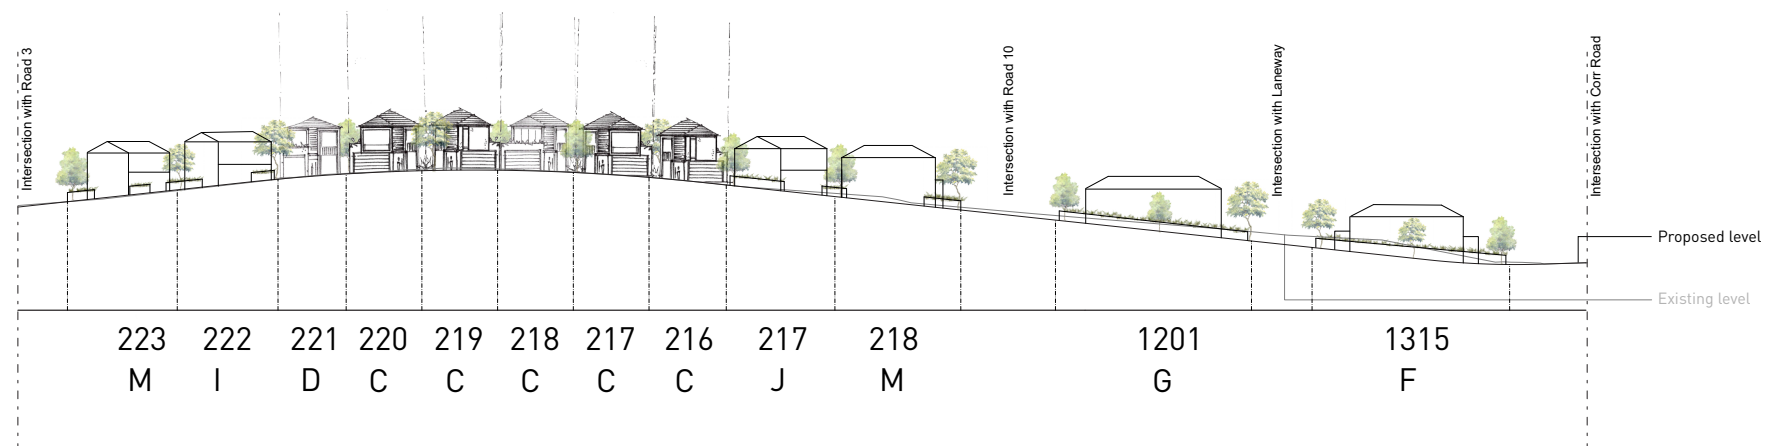 Intersection with Road 3
Intersection with Road 10
Intersection with Laneway
Intersection with Corr Road
Proposed level
Existing level
223 222 221 220 219 218 217 216 217 218 1201 1315
M I D C C C C C J M G F